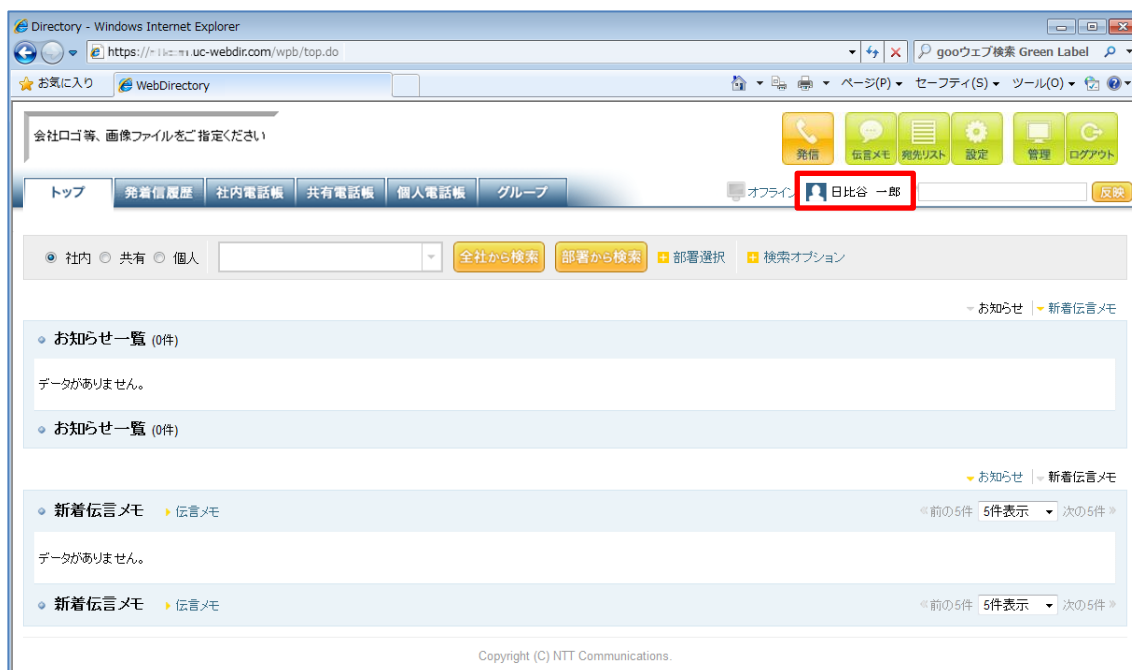 Directory - Windows Internet Explorer
https:// .uc-webdir.com/wpb/top.do
gooウェブ検索 Green Label
お気に入り
WebDirectory
ページ(P)
セーフティ(S)
ツール(O)
会社ロゴ等、画像ファイルをご指定ください
発信
伝言メモ
宛先リスト
設定
管理
ログアウト
トップ
発着信履歴
社内電話帳
共有電話帳
個人電話帳
グループ
オフライン
日比谷 一郎
反映
社内
共有
個人
全社から検索
部署から検索
部署選択
検索オプション
お知らせ
新着伝言メモ
お知らせ一覧 (0件)
データがありません。
お知らせ一覧 (0件)
お知らせ
新着伝言メモ
新着伝言メモ
伝言メモ
≪前の5件 5件表示 次の5件≫
データがありません。
新着伝言メモ
伝言メモ
≪前の5件 5件表示 次の5件≫
Copyright (C) NTT Communications.